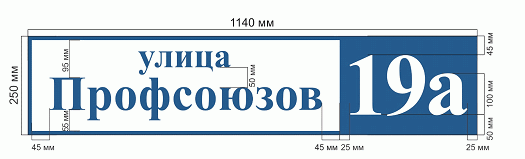 1140 мм
250 мм
улица
Профсоюзов
19а
95 мм
50 мм
55 мм
45 мм
100 мм
50 мм
45 мм
45 мм
25 мм
25 мм